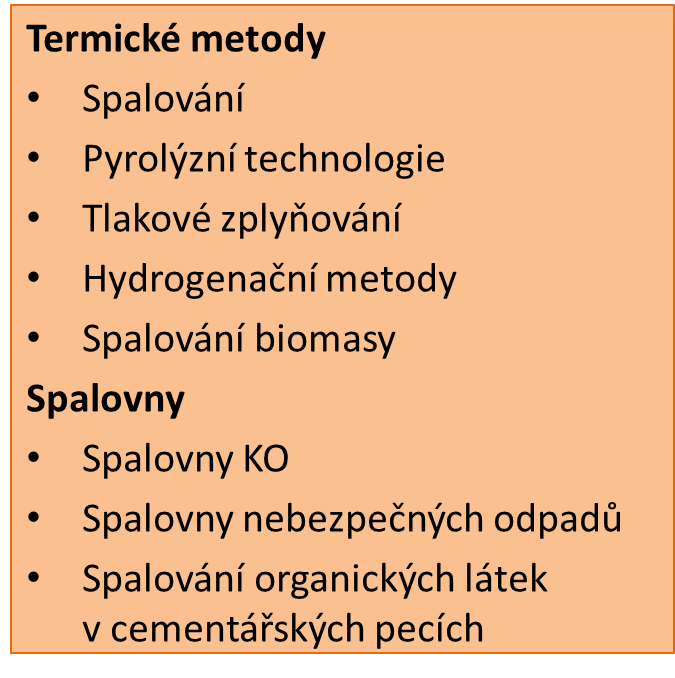 Termické metody
• Spalování
• Pyrolýzní technologie
• Tlakové zplyňování
• Hydrogenační metody
• Spalování biomasy
Spalovny
• Spalovny KO
• Spalovny nebezpečných odpadů
• Spalování organických látek
v cementářských pecích